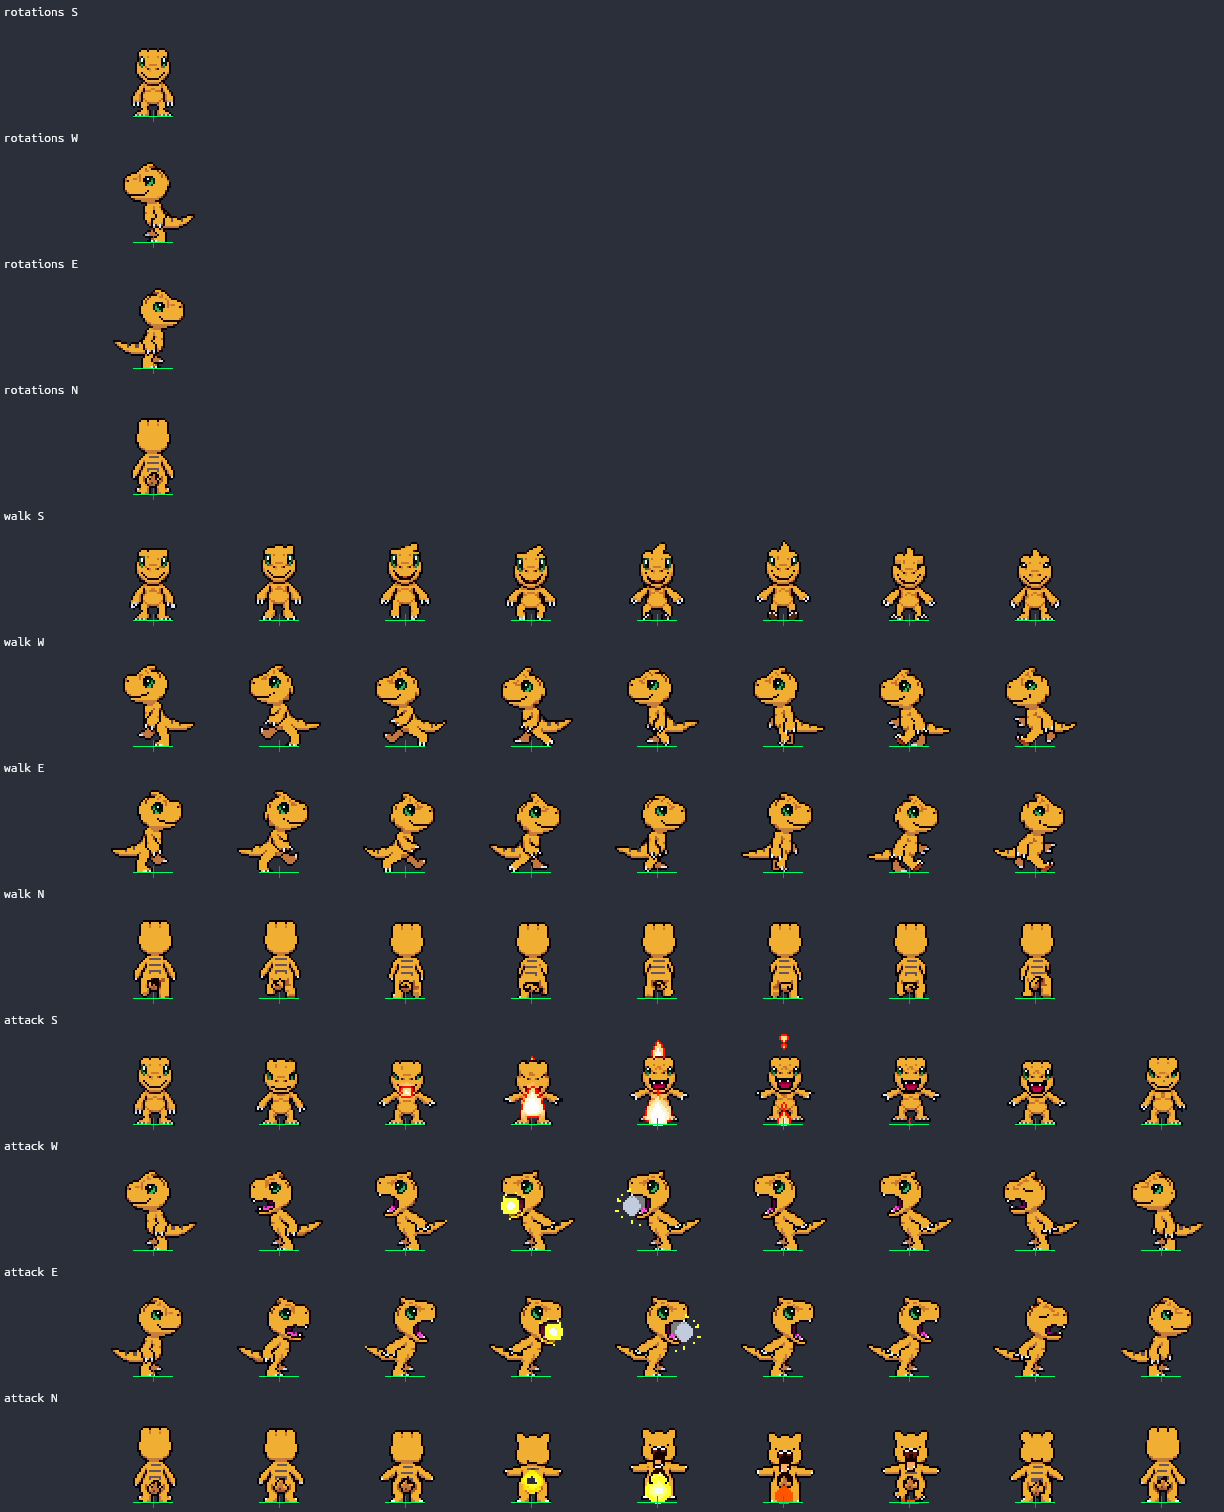 rotations S
rotations W
rotations E
rotations N
walk S
walk W
walk E
walk N
attack S
attack W
attack E
attack N